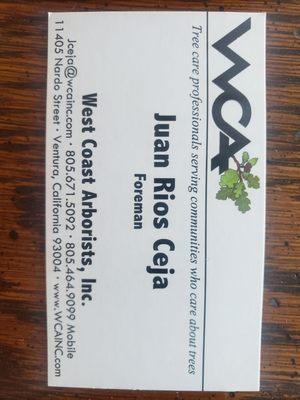 WCA
Tree care professionals serving communities who care about trees
Juan Rios Ceja
Foreman
West Coast Arborists, Inc.
Jceja@wcainc.com • 805.671.5092 • 805.464.9099 Mobile
11405 Nardo Street • Ventura, California 93004 • www.WCAINC.com